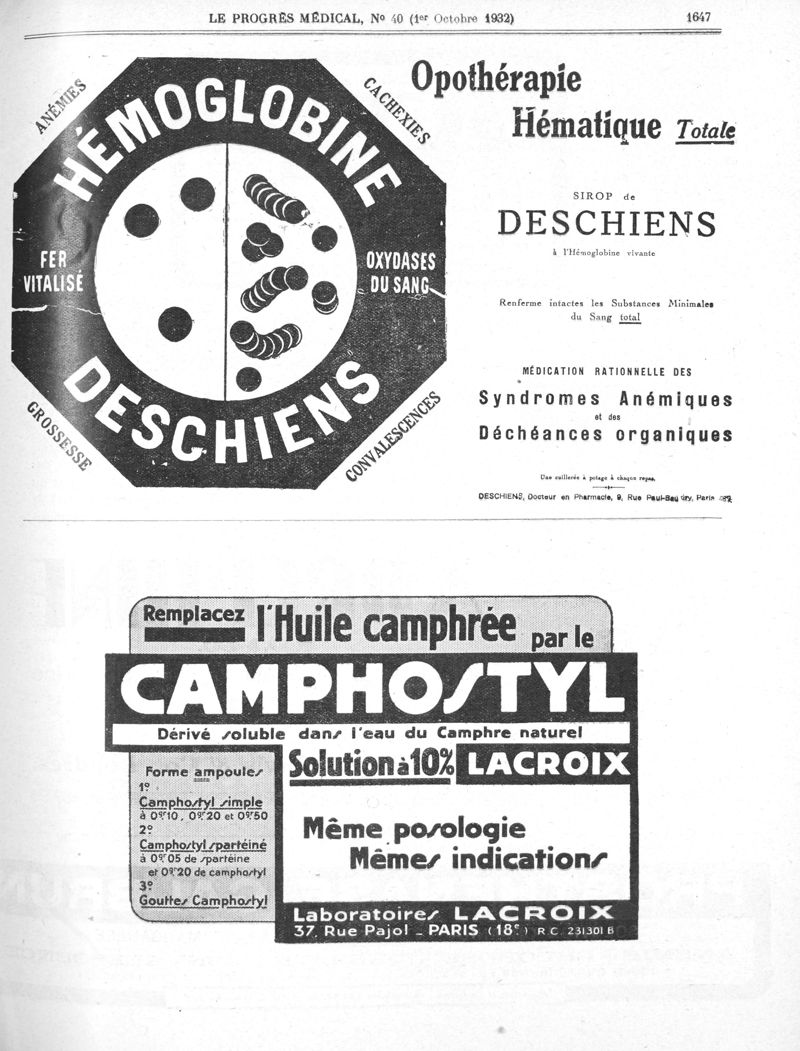 LE PROGRÈS MÉDICAL, No 40 (1er Octobre 1932)
1647
ANÉMIES
CACHEXIES
HÉMOGLOBINE
FER
VITALISÉ
OXYDASES
DU SANG
DESCHIENS
GROSSESSE
CONVALESCENCES
Opothérapie
Hématique Totale
SIROP de
DESCHIENS
à l'Hémoglobine vivante
Renferme intactes les Substances Minimales
du Sang total
MÉDICATION RATIONNELLE DES
Syndromes Anémiques
et des
Déchéances organiques
Une cuillerée à potage à chaque repas.
DESCHIENS, Docteur en Pharmacie, 9, Rue Paul-Baudry, Paris
Remplacez l'Huile camphrée par le
CAMPHOSTYL
Dérivé soluble dans l'eau du Camphre naturel
Solution à 10% LACROIX
Forme ampoules
1º
Camphostyl simple
à 0gr10, 0gr20 et 0gr50
2º
Camphostyl spartéiné
à 0gr05 de spartéine
et 0gr20 de camphostyl
3º
Gouttes Camphostyl
Même posologie
Mêmes indications
Laboratoires LACROIX
37, Rue Pajol - PARIS (18e) R.C. 231301 B